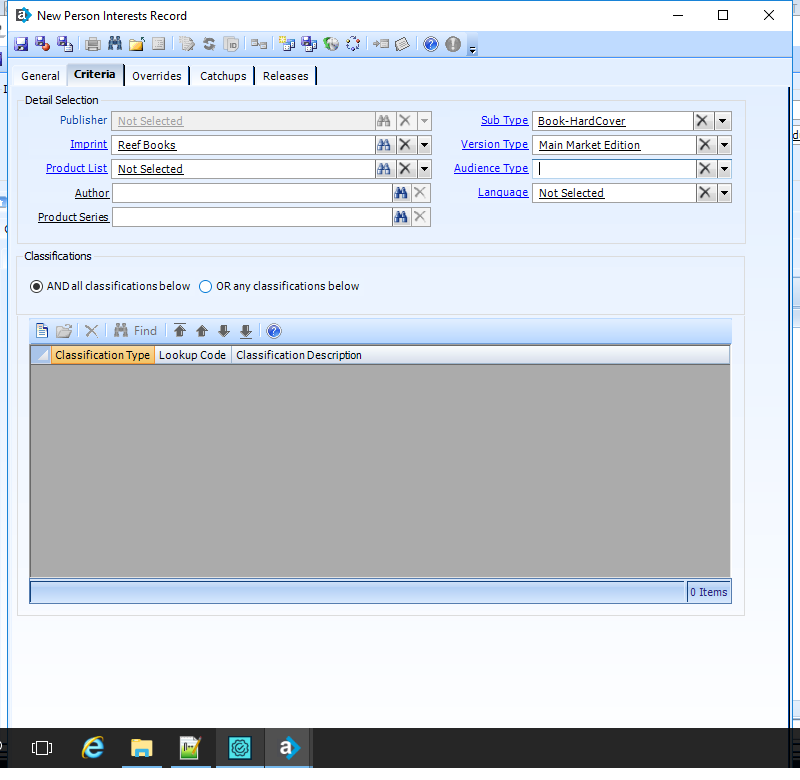 New Person Interests Record
General Criteria Overrides Catchups Releases
Detail Selection
Publisher Not Selected Sub Type Book-HardCover
Imprint Reef Books Version Type Main Market Edition
Product List Not Selected Audience Type
Author Language Not Selected
Product Series
Classifications
AND all classifications below OR any classifications below
Find
Classification Type Lookup Code Classification Description
0 Items